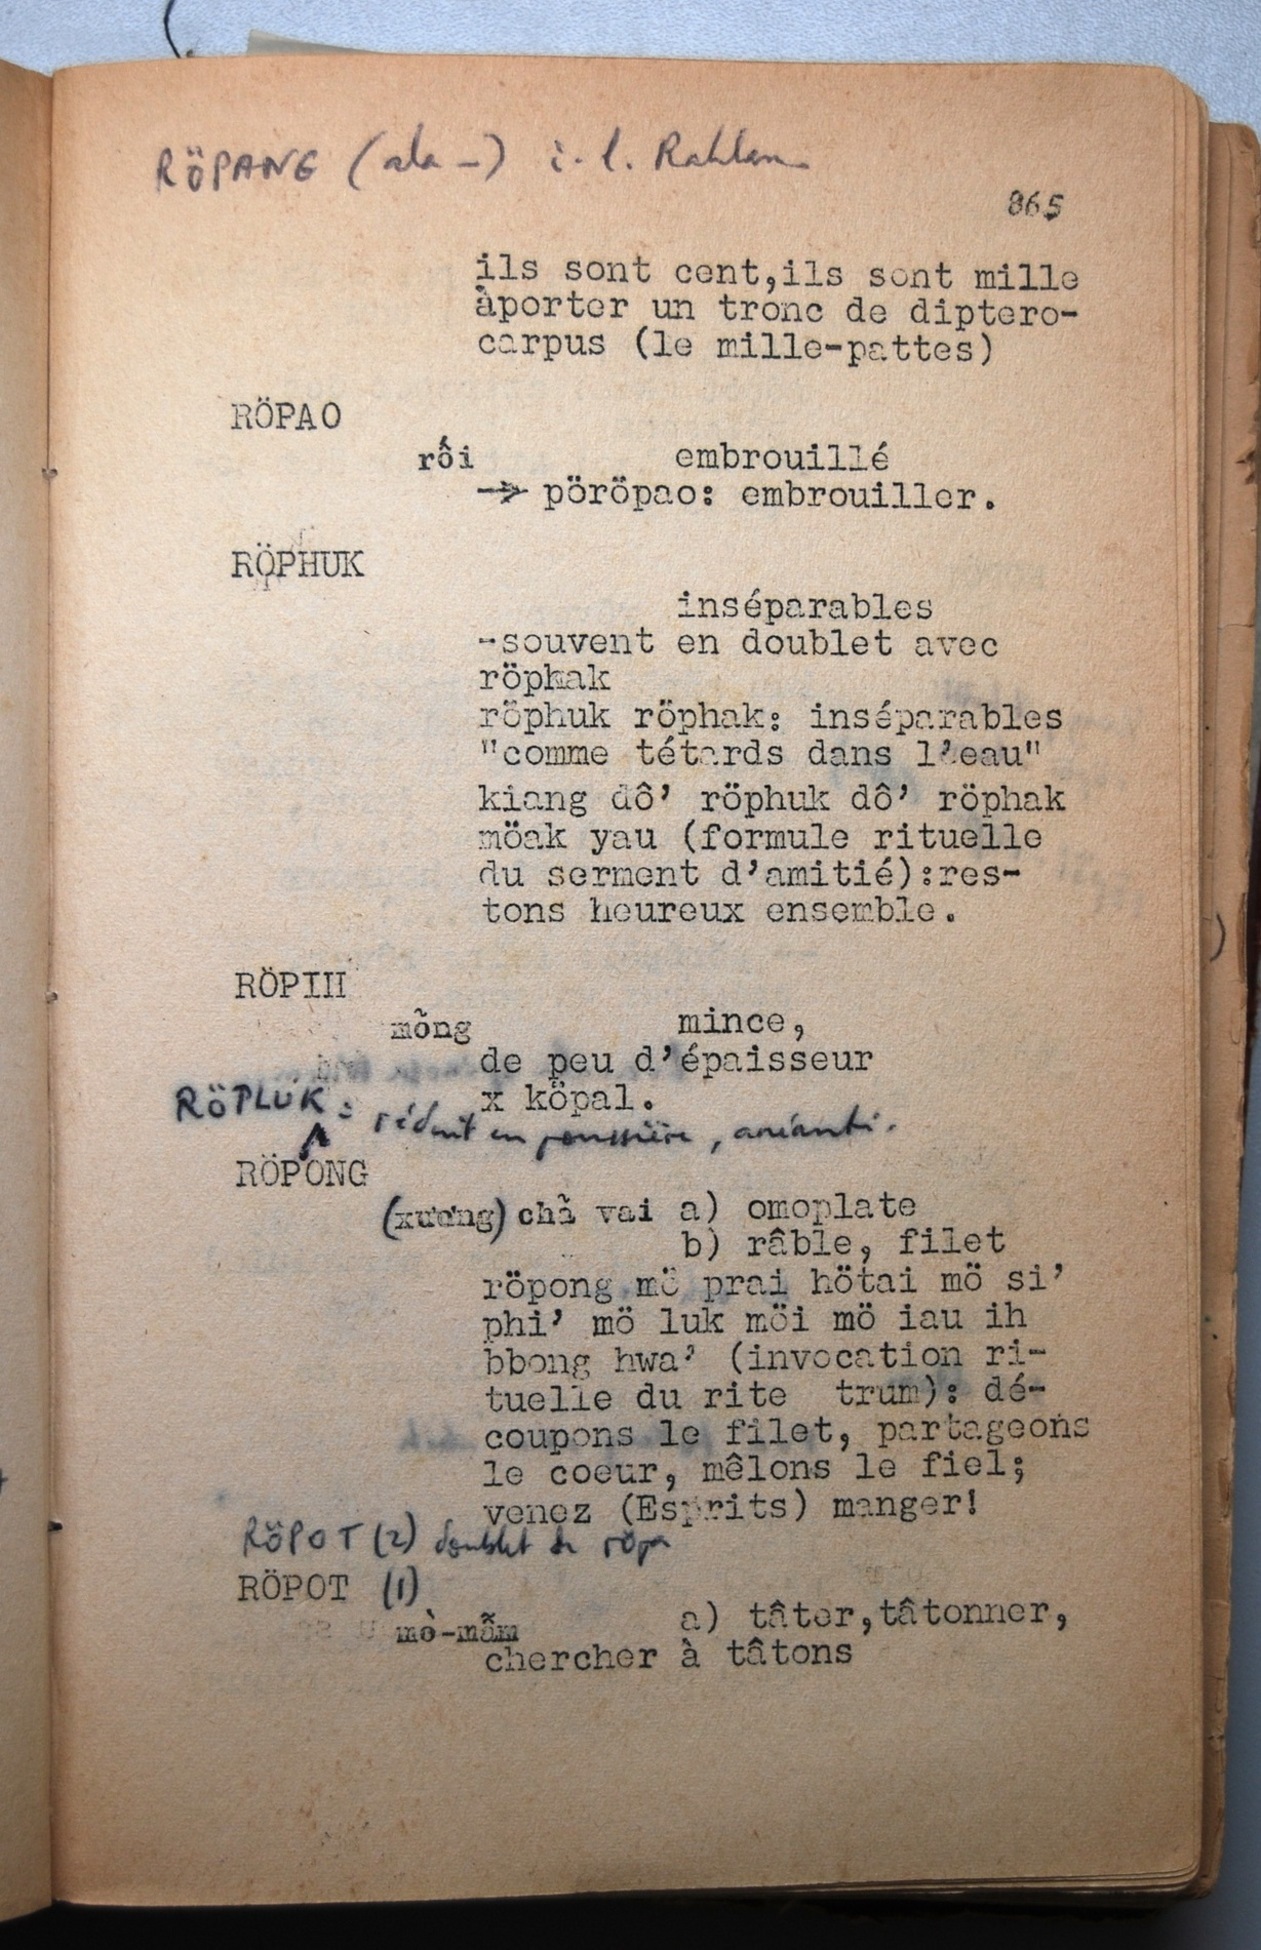 RÖPANG (ala -) i. l. Rahlan
865
ils sont cent,ils sont mille
àporter un tronc de diptero-
carpus (le mille-pattes)
RÖPAO
rối embrouillé
→ pöröpao: embrouiller.
RÖPHUK
inséparables
-souvent en doublet avec
röphak
röphuk röphak: inséparables
"comme tétards dans l'eau"
kiang dô' röphuk dô' röphak
möak yau (formule rituelle
du serment d'amitié):res-
tons heureux ensemble.
RÖPIH
mỏng mince,
de peu d'épaisseur
x köpal.
RÖPLUK : réduit en poussière, anéanti.
RÖPONG
(xương) chả vai a) omoplate
b) râble, filet
röpong mö prai hötai mö si'
phi' mö luk möi mö iau ih
bbong hwa' (invocation ri-
tuelle du rite trum): dé-
coupons le filet, partageons
le coeur, mêlons le fiel;
venez (Esprits) manger!
RÖPOT (2) doublet de röpa
RÖPOT (1)
mò-mẫm a) tâter,tâtonner,
chercher à tâtons